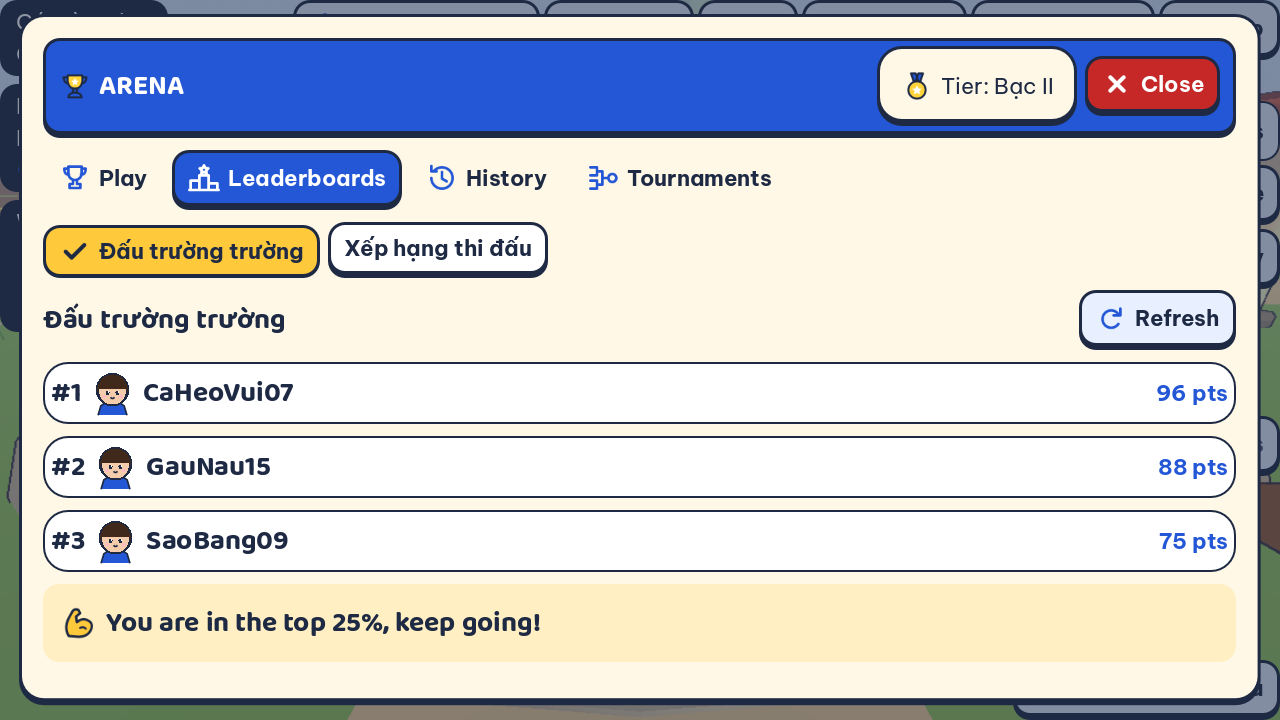 ARENA
Tier: Bạc II
Close
Play
Leaderboards
History
Tournaments
Đấu trường trường
Xếp hạng thi đấu
Đấu trường trường
Refresh
#1 CaHeoVui07 96 pts
#2 GauNau15 88 pts
#3 SaoBang09 75 pts
You are in the top 25%, keep going!